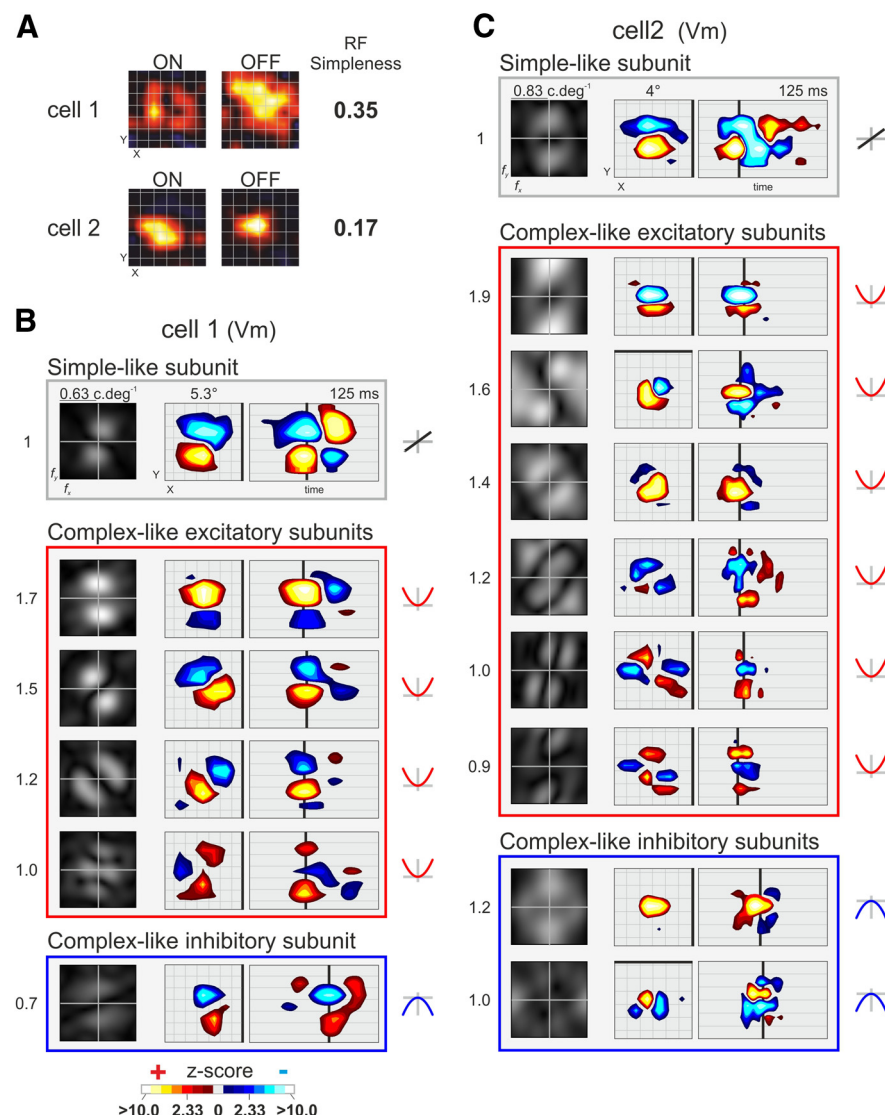 A
ON
OFF
RF
Simpleness
cell 1
0.35
Y
X
ON
OFF
cell 2
0.17
Y
X
B
cell 1 (Vm)
Simple-like subunit
0.63 c.deg-1
5.3°
125 ms
1
fy
fx
Y
X
time
Complex-like excitatory subunits
1.7
1.5
1.2
1.0
Complex-like inhibitory subunit
0.7
+ z-score -
>10.0 2.33 0 2.33 >10.0
C
cell2 (Vm)
Simple-like subunit
0.83 c.deg-1
4°
125 ms
1
fy
fx
Y
X
time
Complex-like excitatory subunits
1.9
1.6
1.4
1.2
1.0
0.9
Complex-like inhibitory subunits
1.2
1.0